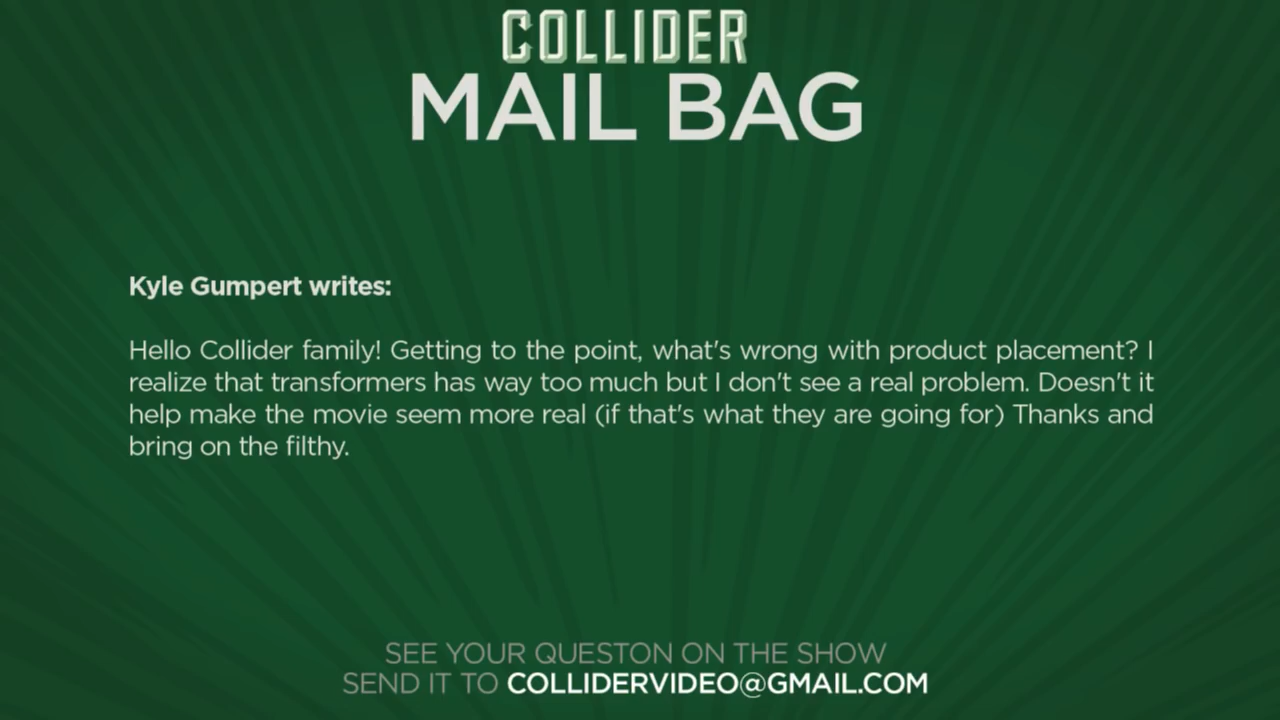 COLLIDER
MAIL BAG
Kyle Gumpert writes:
Hello Collider family! Getting to the point, what's wrong with product placement? I
realize that transformers has way too much but I don't see a real problem. Doesn't it
help make the movie seem more real (if that's what they are going for) Thanks and
bring on the filthy.
SEE YOUR QUESTON ON THE SHOW
SEND IT TO COLLIDERVIDEO@GMAIL.COM